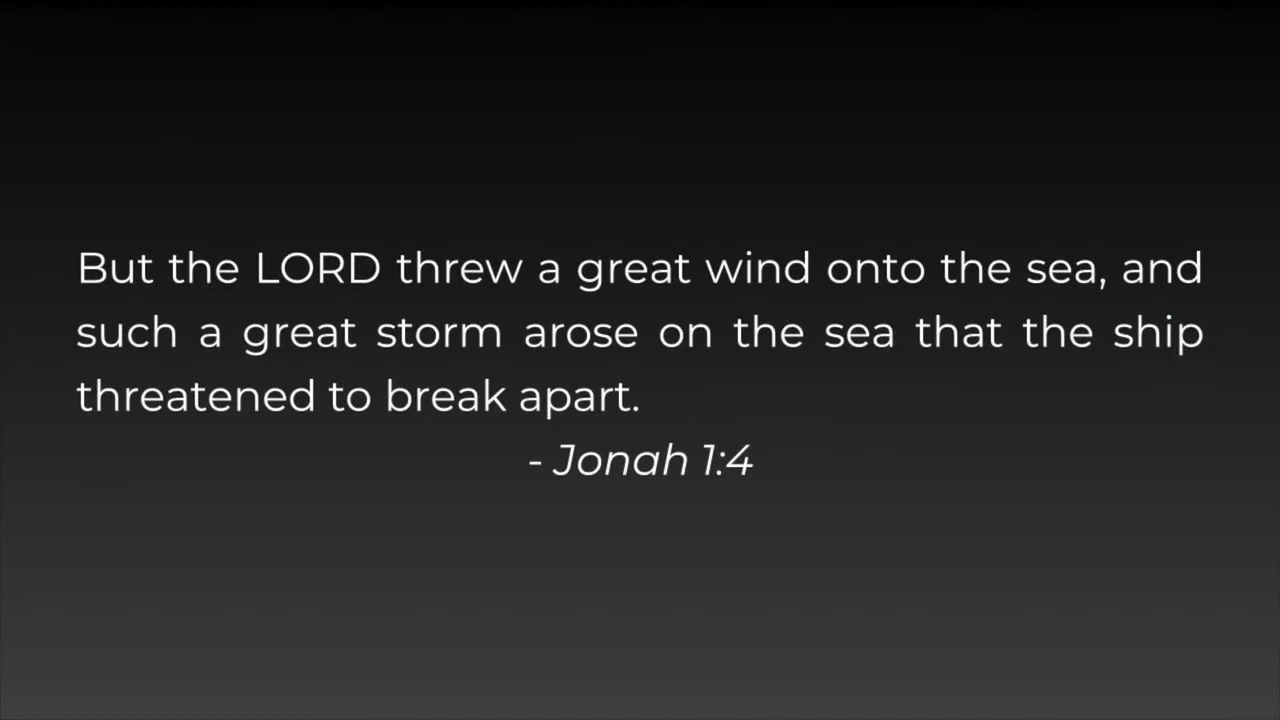 But the LORD threw a great wind onto the sea, and
such a great storm arose on the sea that the ship
threatened to break apart.
- Jonah 1:4